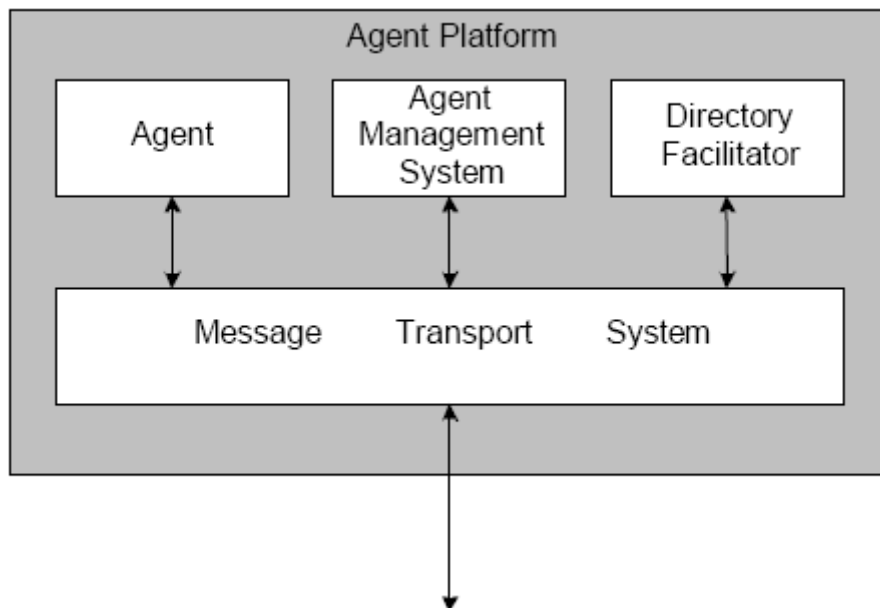 Agent Platform
Agent
Agent
Management
System
Directory
Facilitator
Message Transport System